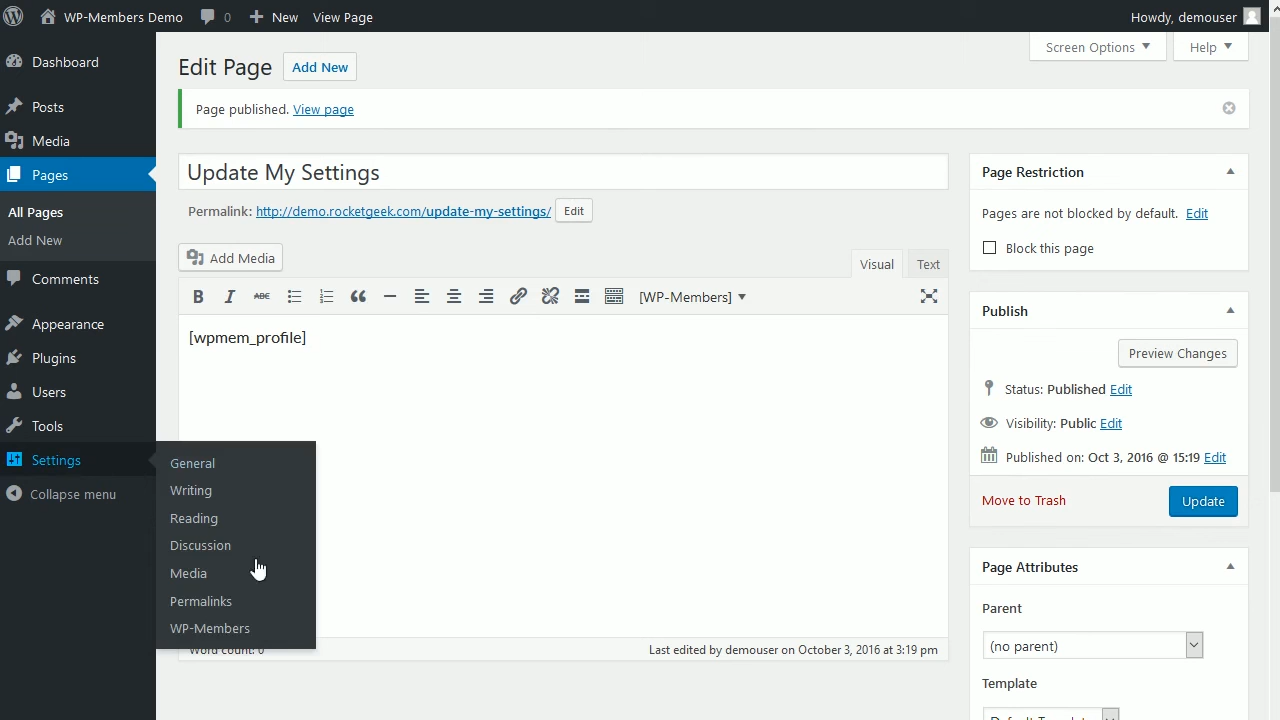 WP-Members Demo 0 New View Page Howdy, demouser
Dashboard
Posts
Media
Pages
All Pages
Add New
Comments
Appearance
Plugins
Users
Tools
Settings
Collapse menu
General
Writing
Reading
Discussion
Media
Permalinks
WP-Members
Screen Options Help
Edit Page Add New
Page published. View page
Update My Settings
Permalink: http://demo.rocketgeek.com/update-my-settings/ Edit
Add Media
Visual Text
B I ABC [WP-Members]
[wpmem_profile]
Word count: 0 Last edited by demouser on October 3, 2016 at 3:19 pm
Page Restriction
Pages are not blocked by default. Edit
Block this page
Publish
Preview Changes
Status: Published Edit
Visibility: Public Edit
Published on: Oct 3, 2016 @ 15:19 Edit
Move to Trash Update
Page Attributes
Parent
(no parent)
Template
Default Template